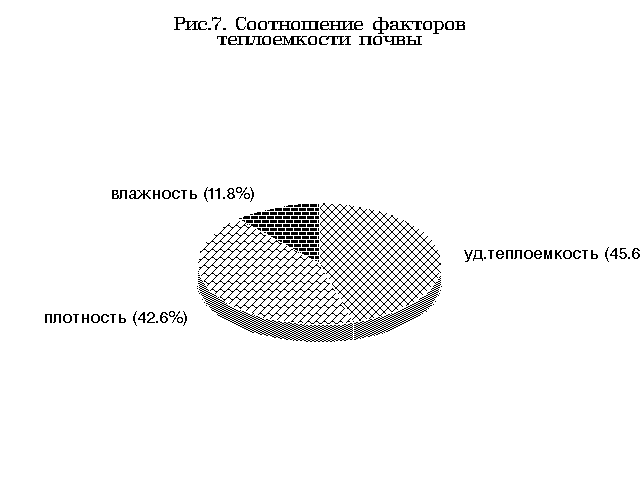 Рис.7. Соотношение факторов
теплоемкости почвы
влажность (11.8%)
уд.теплоемкость (45.6
плотность (42.6%)